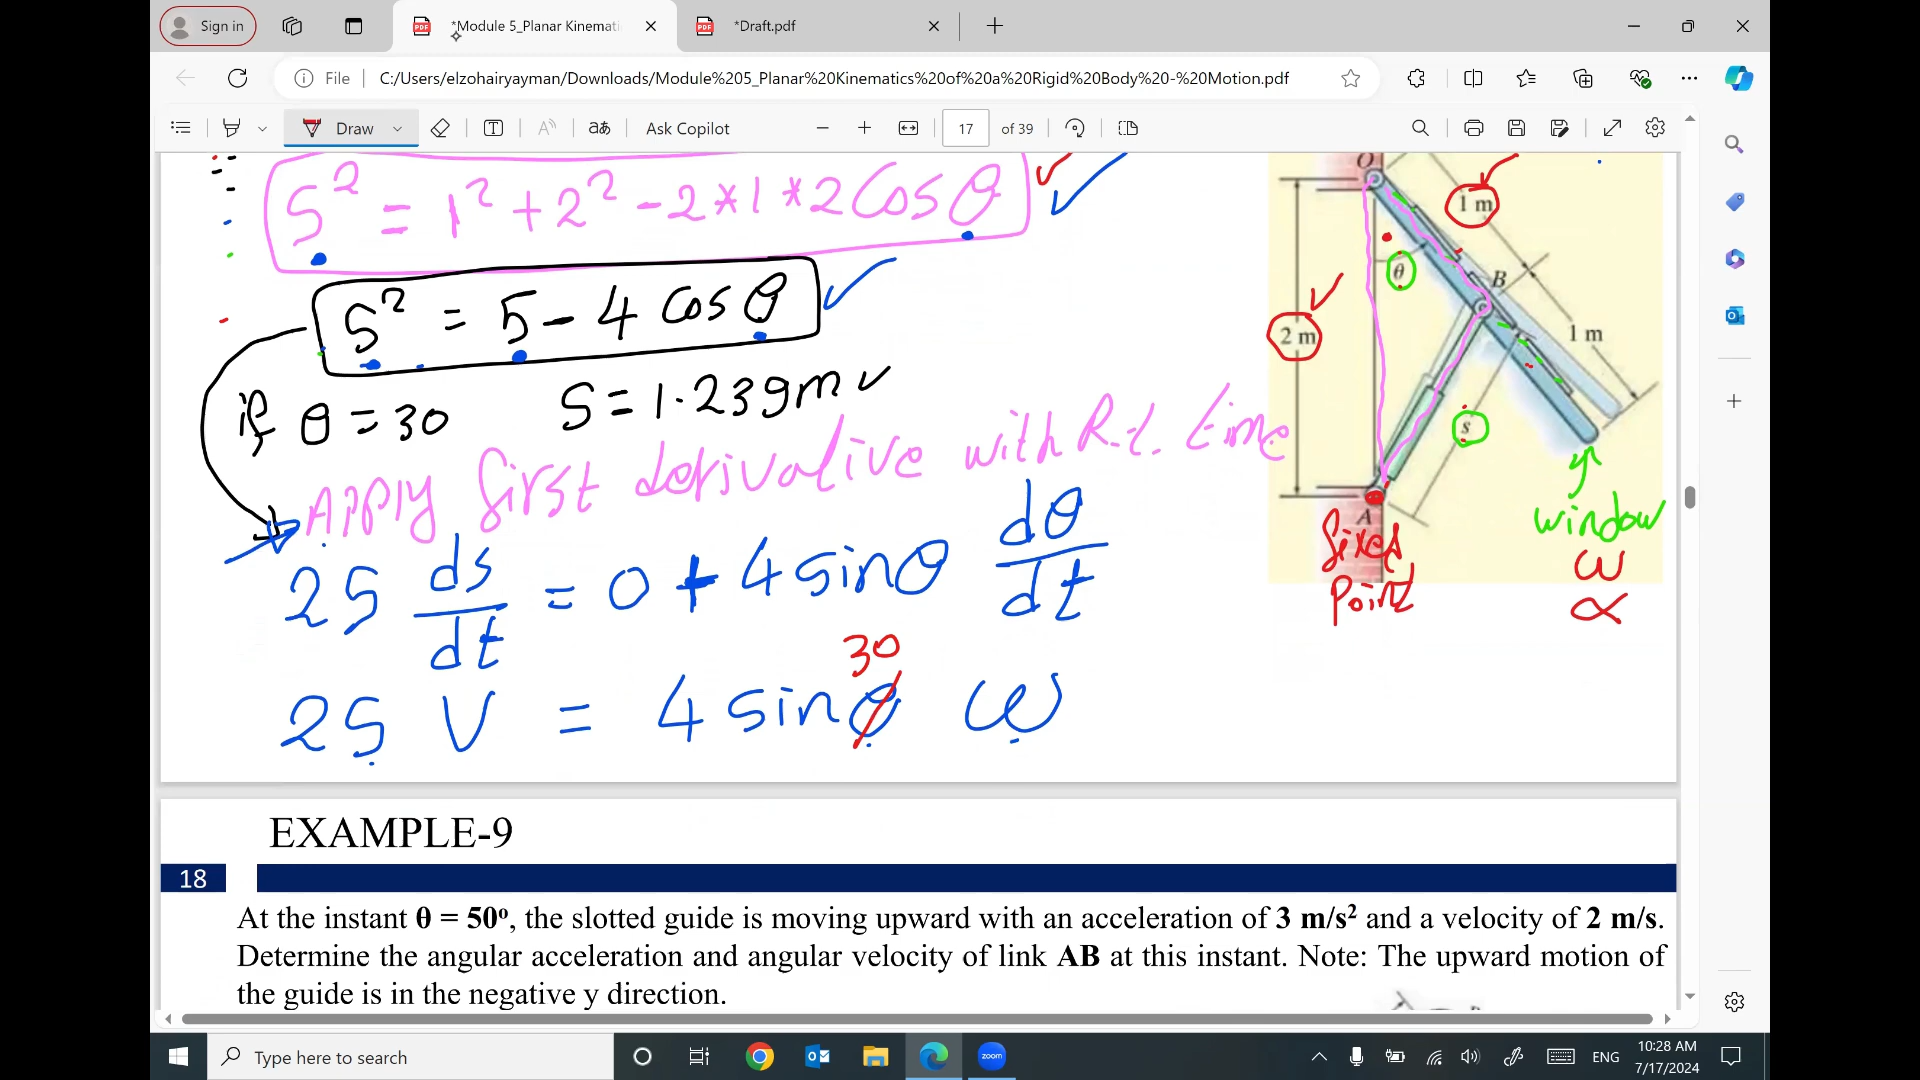 Sign in
*Module 5_Planar Kinemati
*Draft.pdf
File
C:/Users/elzohairyayman/Downloads/Module%205_Planar%20Kinematics%20of%20a%20Rigid%20Body%20-%20Motion.pdf
Draw
Ask Copilot
17
of 39
S² = 1² + 2² - 2*1*2 Cos θ
S² = 5 - 4 cos θ
if θ = 30 S = 1.239m
Apply first derivative with R.t. time
2S ds/dt = 0 + 4 sinθ dθ/dt
30
2S V = 4 sinθ ω
O
1 m
θ
B
2 m
1 m
s
A
fixed
Point
window
ω
α
EXAMPLE-9
18
At the instant θ = 50º, the slotted guide is moving upward with an acceleration of 3 m/s² and a velocity of 2 m/s.
Determine the angular acceleration and angular velocity of link AB at this instant. Note: The upward motion of
the guide is in the negative y direction.
Type here to search
zoom
ENG
10:28 AM
7/17/2024